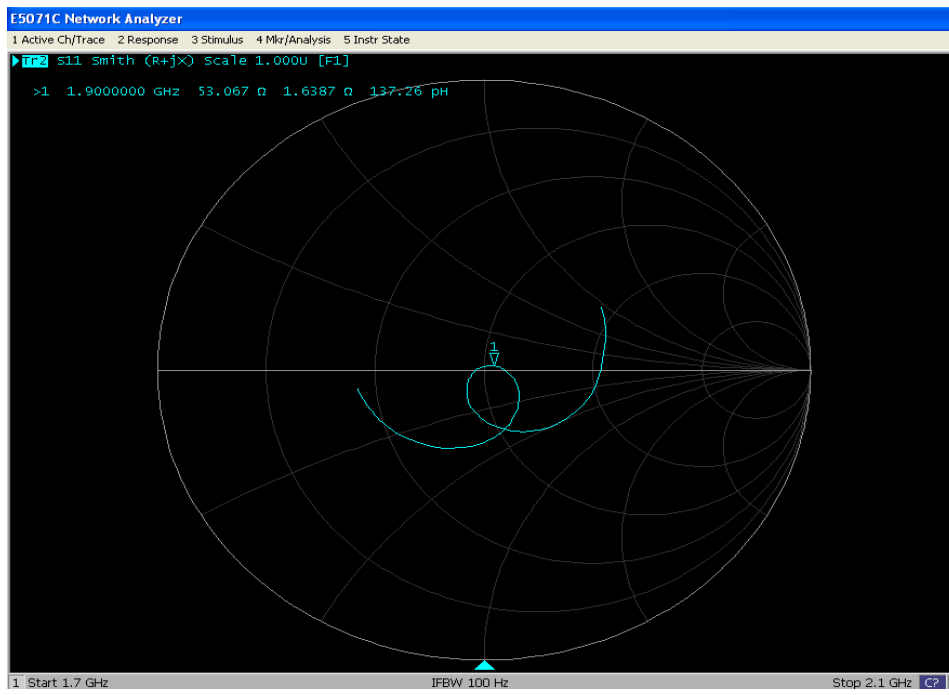 E5071C Network Analyzer
1 Active Ch/Trace 2 Response 3 Stimulus 4 Mkr/Analysis 5 Instr State
Tr2 S11 Smith (R+jX) Scale 1.000U [F1]
>1 1.9000000 GHz 53.067 Ω 1.6387 Ω 137.26 pH
1
1 Start 1.7 GHz IFBW 100 Hz Stop 2.1 GHz C?